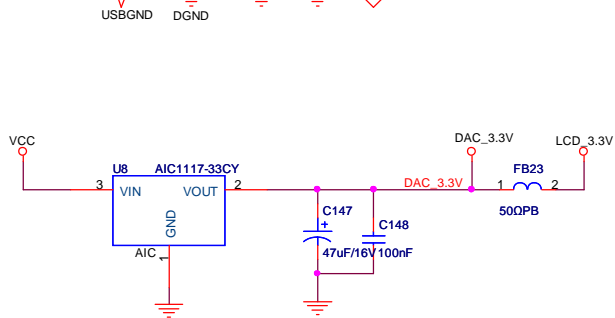 USBGND DGND
VCC DAC_3.3V LCD_3.3V
U8 AIC1117-33CY FB23
3 VIN VOUT 2 DAC_3.3V 1 2
GND C147 50ΩPB
+ C148
AIC 1 47uF/16V 100nF